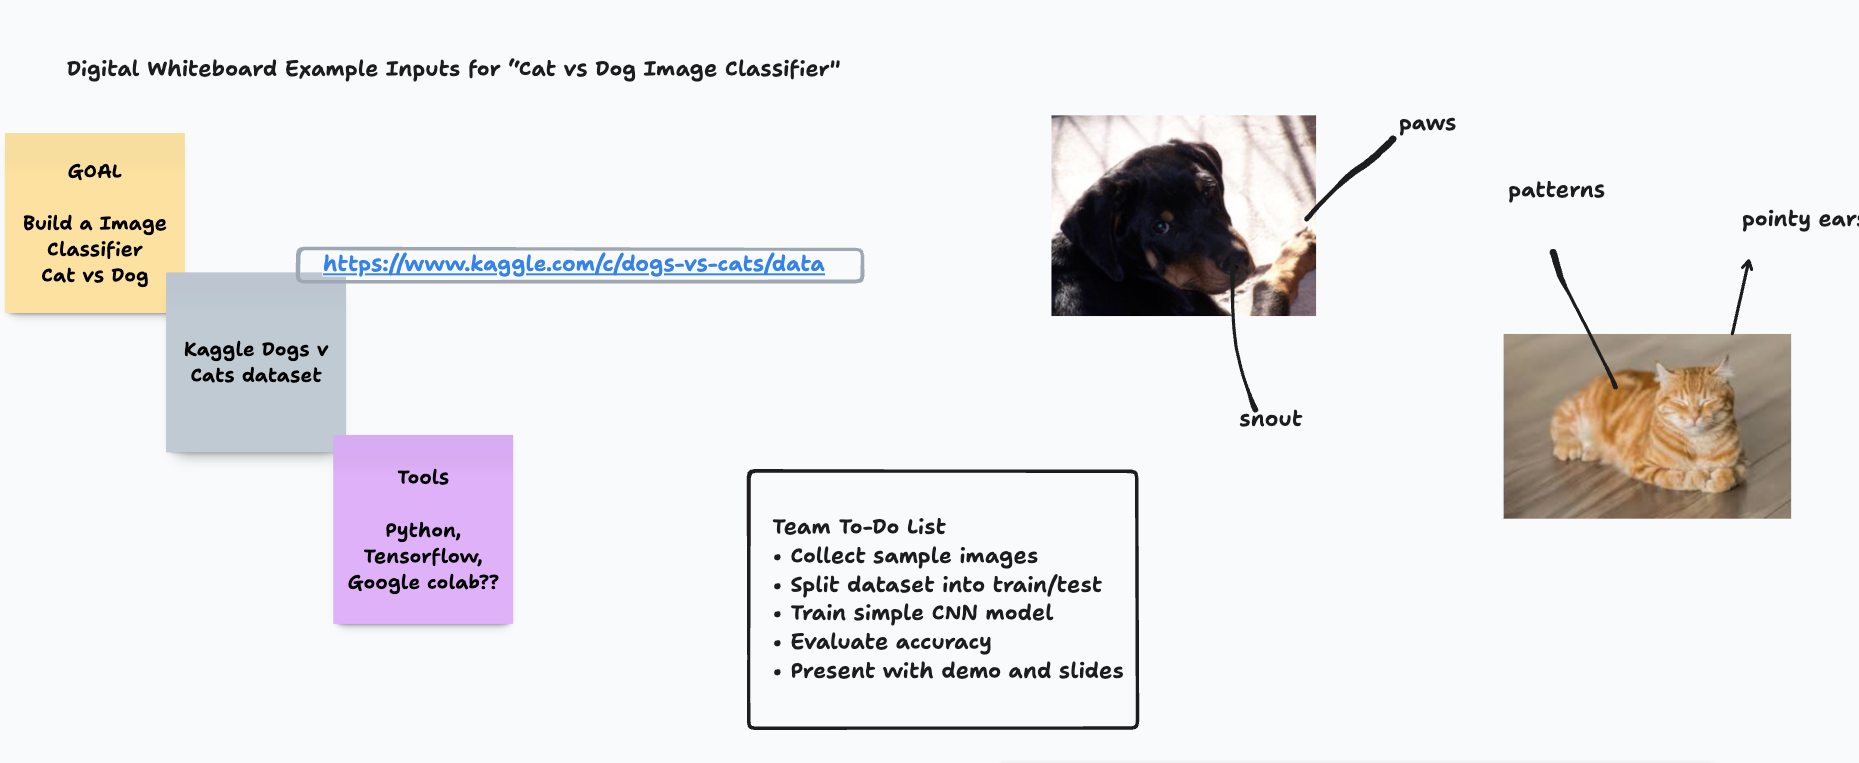 Digital Whiteboard Example Inputs for "Cat vs Dog Image Classifier"
GOAL
Build a Image
Classifier
Cat vs Dog
https://www.kaggle.com/c/dogs-vs-cats/data
Kaggle Dogs v
Cats dataset
Tools
Python,
Tensorflow,
Google colab??
Team To-Do List
• Collect sample images
• Split dataset into train/test
• Train simple CNN model
• Evaluate accuracy
• Present with demo and slides
paws
snout
patterns
pointy ears